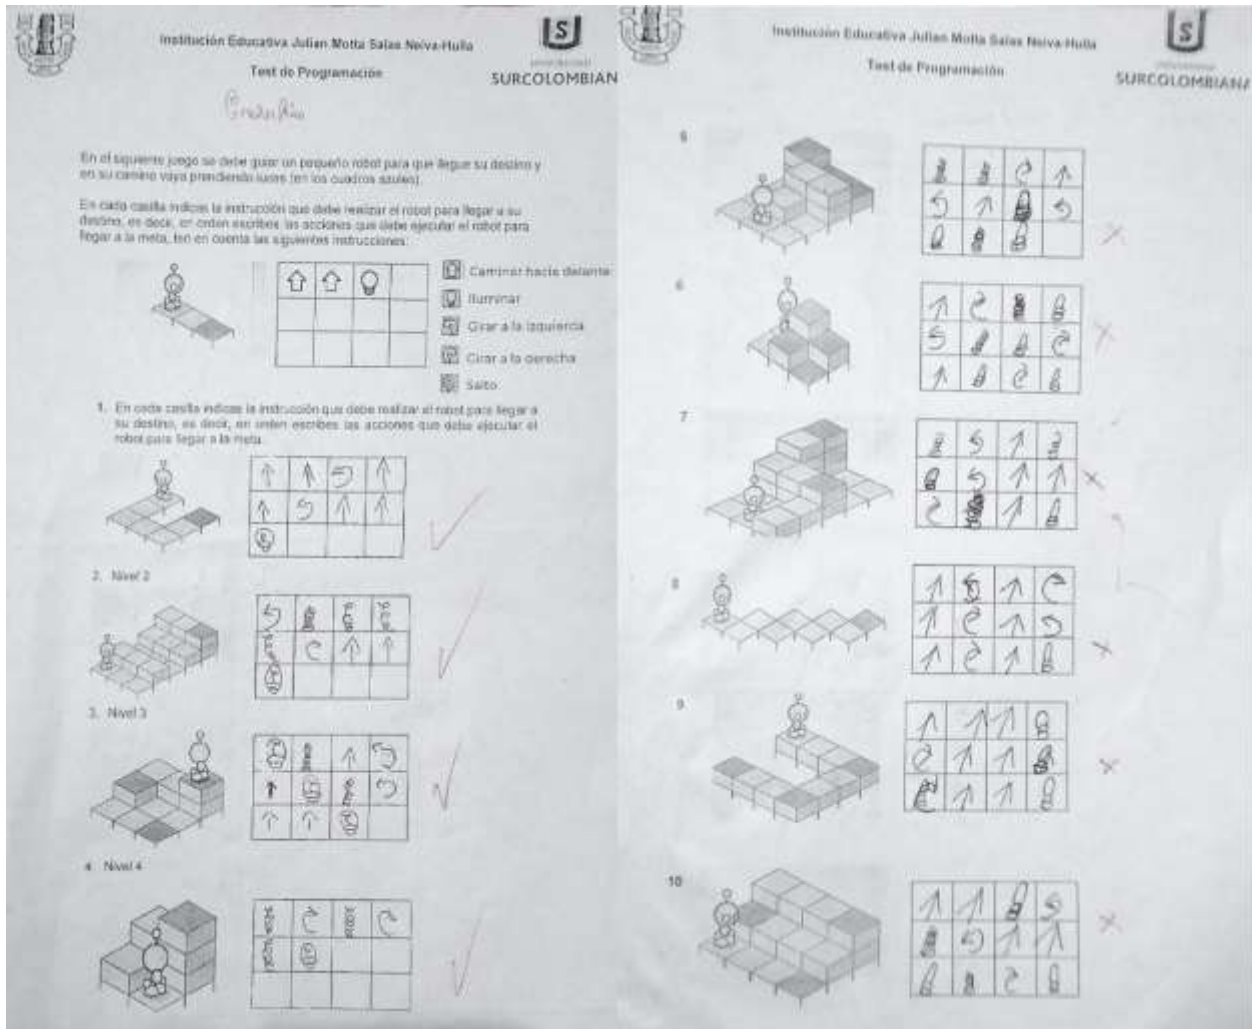 Institución Educativa Julian Motta Salas Neiva-Huila
Test de Programación
S
SURCOLOMBIAN
En el siguiente juego se debe guiar un pequeño robot para que llegue su destino y
en su camino vaya prendiendo luces (en los cuadros azules).
En cada casilla indicas la instrucción que debe realizar el robot para llegar a su
destino, es decir, en orden escribes las acciones que debe ejecutar el robot para
llegar a la meta, ten en cuenta las siguientes instrucciones:
Caminar hacia delante
Iluminar
Girar a la izquierda
Girar a la derecha
Salto
1. En cada casilla indicas la instrucción que debe realizar el robot para llegar a
su destino, es decir, en orden escribes las acciones que debe ejecutar el
robot para llegar a la meta.
2. Nivel 2
3. Nivel 3
4. Nivel 4
Institución Educativa Julian Motta Salas Neiva-Huila
Test de Programación
S
SURCOLOMBIANA
5
6
7
8
9
10